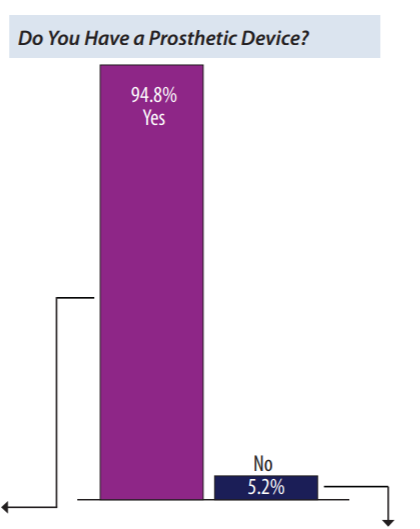 Do You Have a Prosthetic Device?
94.8%
Yes
No
5.2%